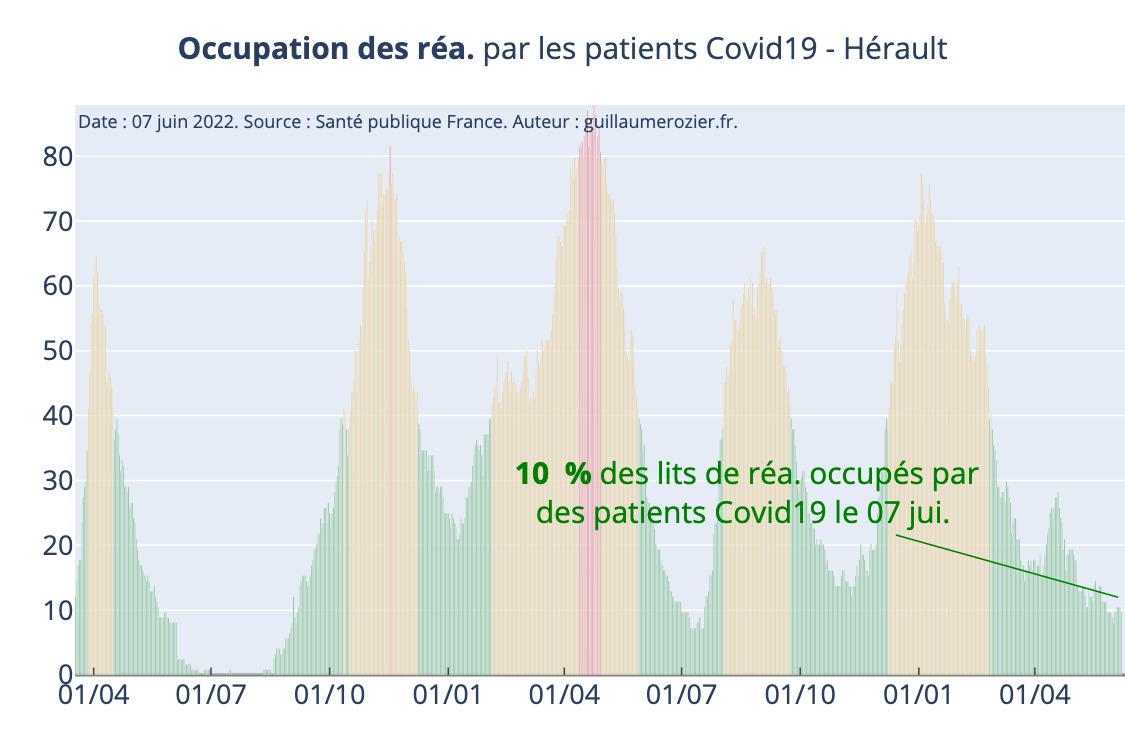 Occupation des réa. par les patients Covid19 - Hérault
Date : 07 juin 2022. Source : Santé publique France. Auteur : guillaumerozier.fr.
80
70
60
50
40
30
20
10
0
10 % des lits de réa. occupés par
des patients Covid19 le 07 jui.
01/04 01/07 01/10 01/01 01/04 01/07 01/10 01/01 01/04